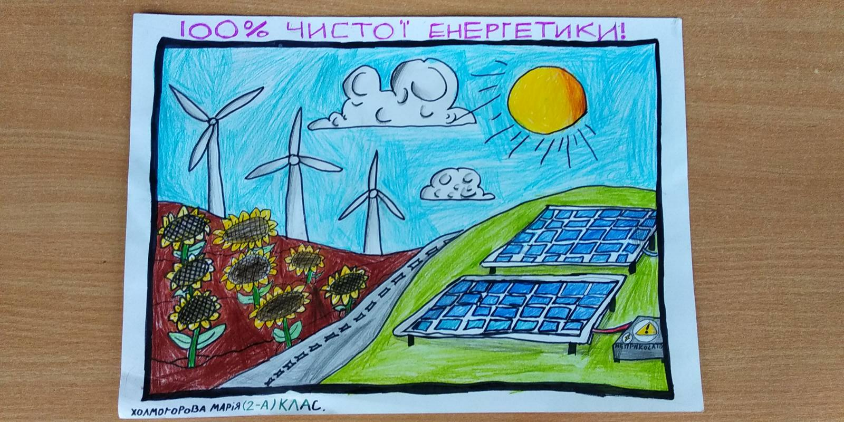 100% ЧИСТОЇ ЕНЕРГЕТИКИ!
ХОЛМОГОРОВА МАРІЯ (2-А) КЛАС.